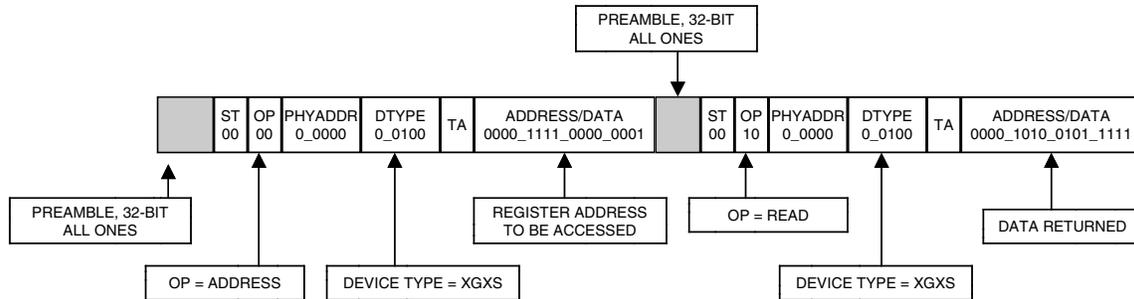 PREAMBLE, 32-BIT
ALL ONES
ST
00
OP
00
PHYADDR
0_0000
DTYPE
0_0100
TA
ADDRESS/DATA
0000_1111_0000_0001
ST
00
OP
10
PHYADDR
0_0000
DTYPE
0_0100
TA
ADDRESS/DATA
0000_1010_0101_1111
PREAMBLE, 32-BIT
ALL ONES
REGISTER ADDRESS
TO BE ACCESSED
OP = READ
DATA RETURNED
OP = ADDRESS
DEVICE TYPE = XGXS
DEVICE TYPE = XGXS